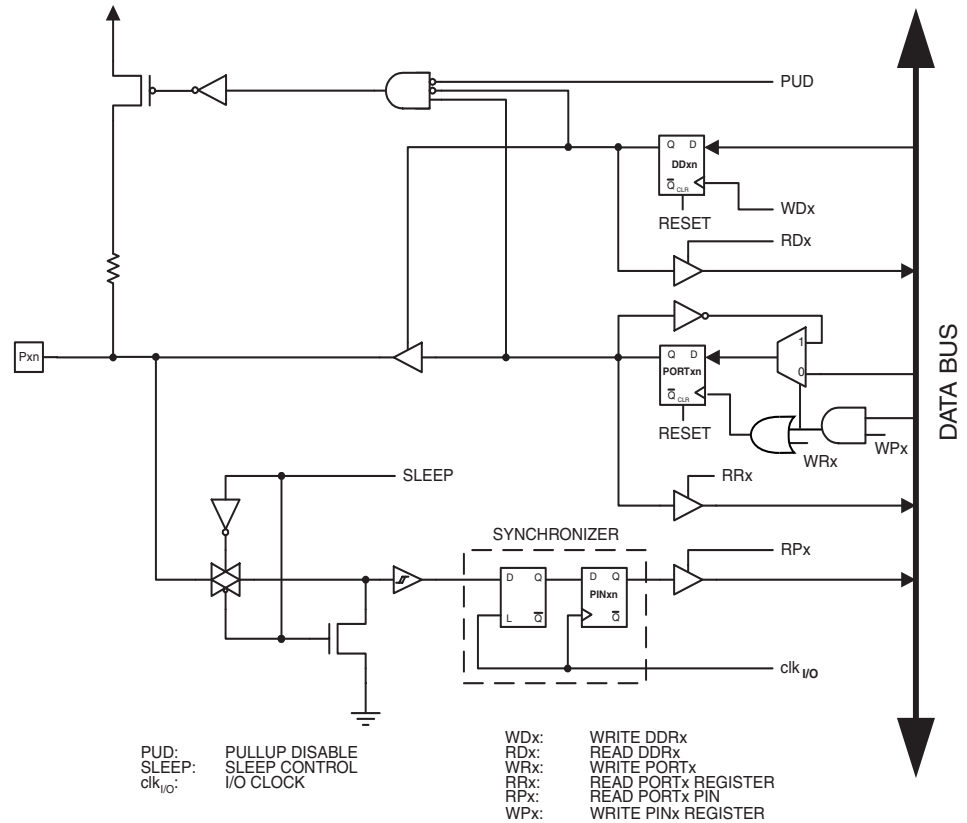 PUD
Q D
DDxn
Q CLR
WDx
RESET
RDx
Pxn
1
Q D
PORTxn
0
Q CLR
RESET
WRx
WPx
DATA BUS
SLEEP
RRx
SYNCHRONIZER
RPx
D Q
D Q
PINxn
L Q
Q
clk I/O
PUD: PULLUP DISABLE
SLEEP: SLEEP CONTROL
clkI/O: I/O CLOCK
WDx: WRITE DDRx
RDx: READ DDRx
WRx: WRITE PORTx
RRx: READ PORTx REGISTER
RPx: READ PORTx PIN
WPx: WRITE PINx REGISTER